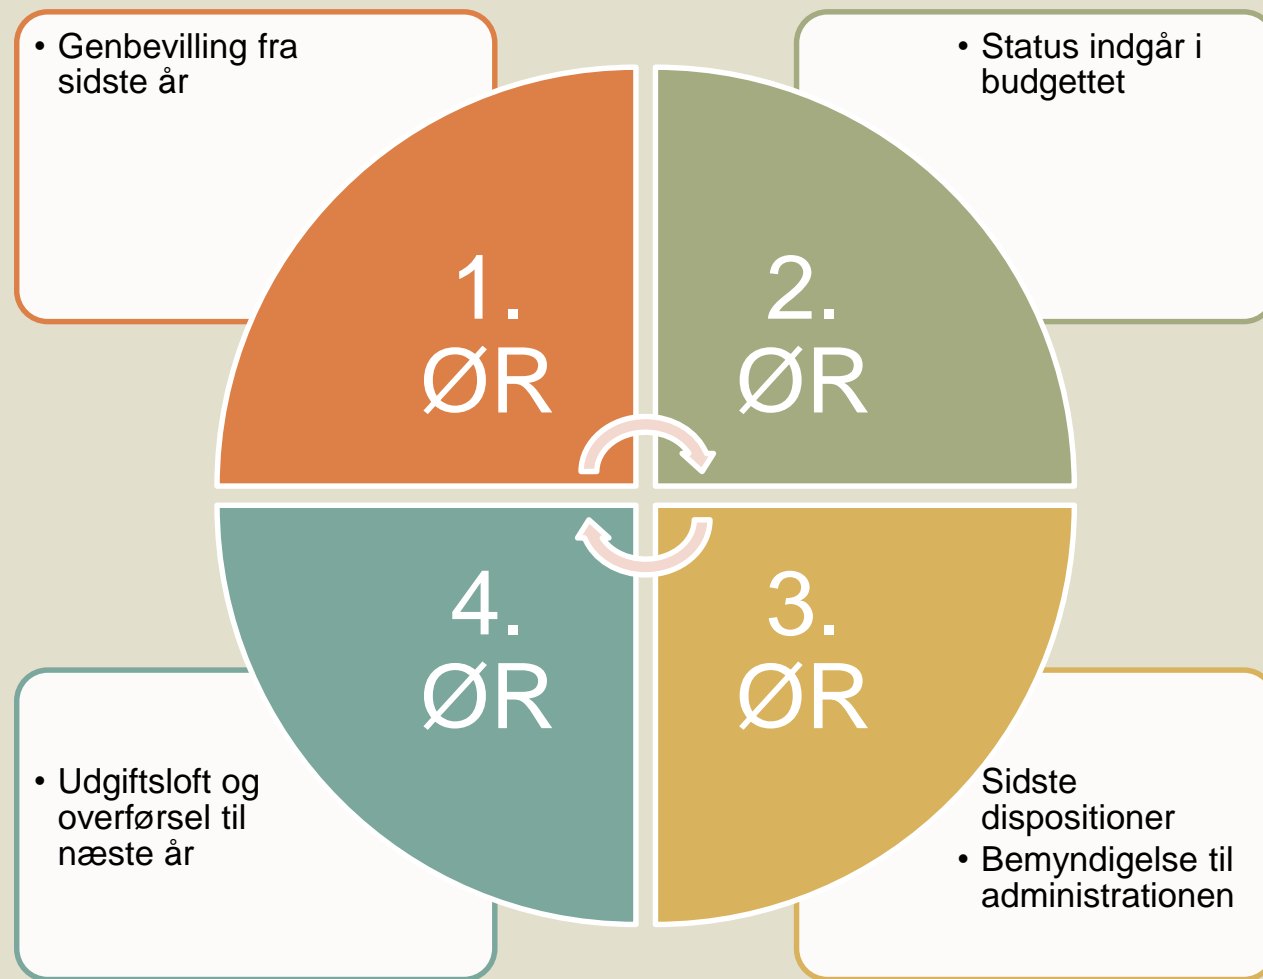 • Genbevilling fra
sidste år
• Status indgår i
budgettet
1.
ØR
2.
ØR
4.
ØR
3.
ØR
• Udgiftsloft og
overførsel til
næste år
Sidste
dispositioner
• Bemyndigelse til
administrationen